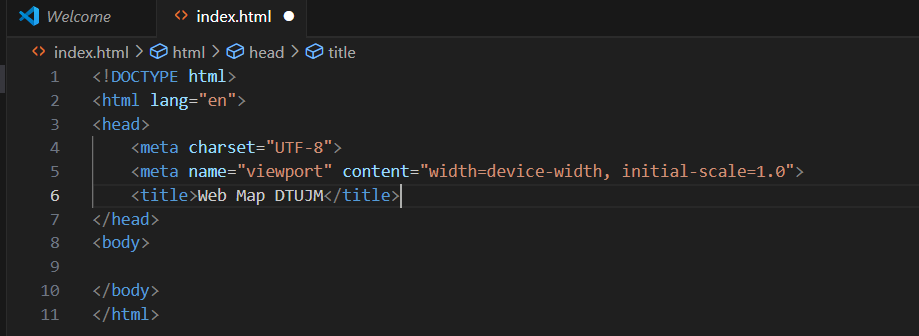 Welcome
index.html
index.html > html > head > title
1 <!DOCTYPE html>
2 <html lang="en">
3 <head>
4 <meta charset="UTF-8">
5 <meta name="viewport" content="width=device-width, initial-scale=1.0">
6 <title>Web Map DTUJM</title>
7 </head>
8 <body>
9
10 </body>
11 </html>